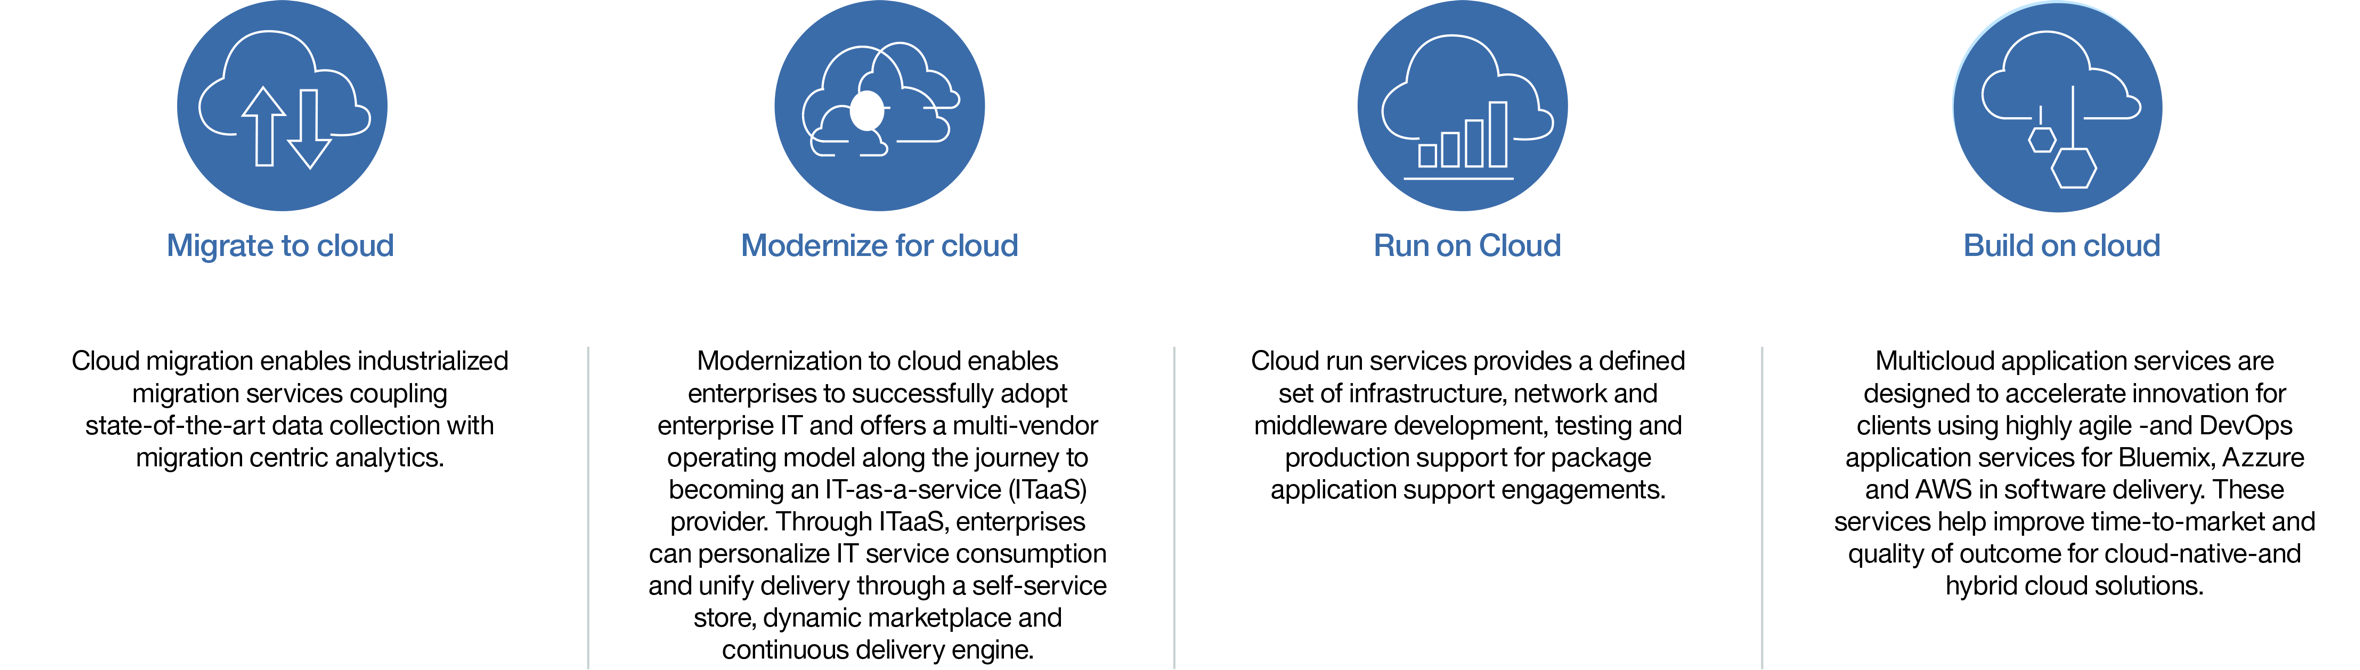 Migrate to cloud
Cloud migration enables industrialized
migration services coupling
state-of-the-art data collection with
migration centric analytics.
Modernize for cloud
Modernization to cloud enables
enterprises to successfully adopt
enterprise IT and offers a multi-vendor
operating model along the journey to
becoming an IT-as-a-service (ITaaS)
provider. Through ITaaS, enterprises
can personalize IT service consumption
and unify delivery through a self-service
store, dynamic marketplace and
continuous delivery engine.
Run on Cloud
Cloud run services provides a defined
set of infrastructure, network and
middleware development, testing and
production support for package
application support engagements.
Build on cloud
Multicloud application services are
designed to accelerate innovation for
clients using highly agile -and DevOps
application services for Bluemix, Azzure
and AWS in software delivery. These
services help improve time-to-market and
quality of outcome for cloud-native-and
hybrid cloud solutions.